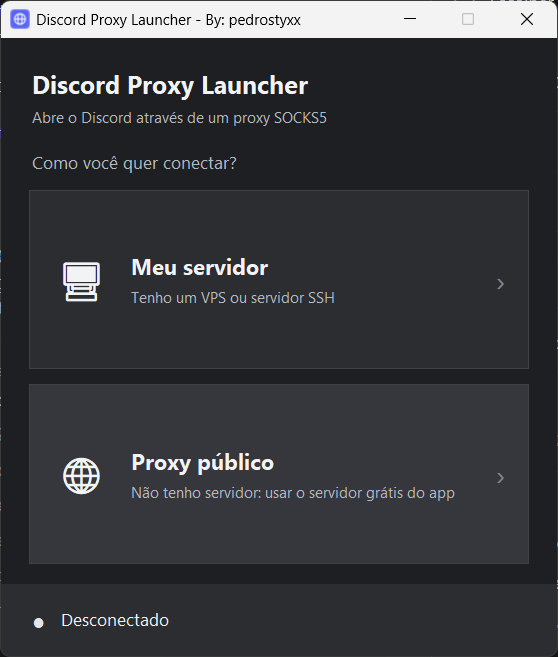 Discord Proxy Launcher - By: pedrostyxx
Discord Proxy Launcher
Abre o Discord através de um proxy SOCKS5
Como você quer conectar?
Meu servidor
Tenho um VPS ou servidor SSH
Proxy público
Não tenho servidor: usar o servidor grátis do app
Desconectado